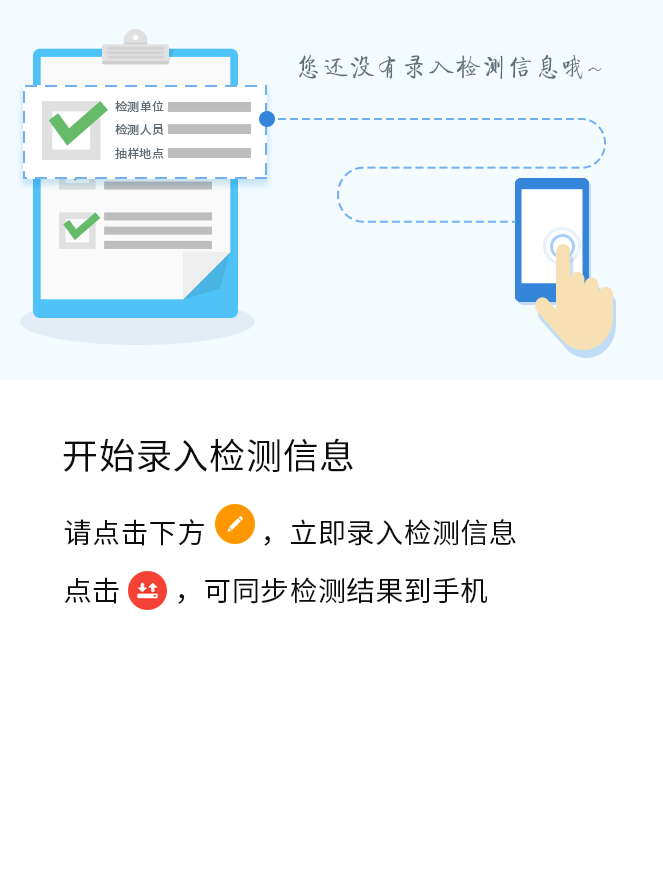 您还没有录入检测信息哦~
检测单位
检测人员
抽样地点
开始录入检测信息
请点击下方 ，立即录入检测信息
点击 ，可同步检测结果到手机